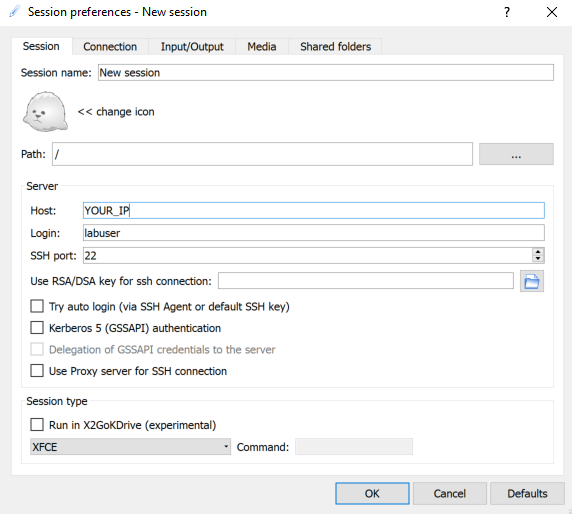 Session preferences - New session
? ×
Session Connection Input/Output Media Shared folders
Session name: New session
<< change icon
Path: / ...
Server
Host: YOUR_IP
Login: labuser
SSH port: 22
Use RSA/DSA key for ssh connection:
Try auto login (via SSH Agent or default SSH key)
Kerberos 5 (GSSAPI) authentication
Delegation of GSSAPI credentials to the server
Use Proxy server for SSH connection
Session type
Run in X2GoKDrive (experimental)
XFCE Command:
OK Cancel Defaults